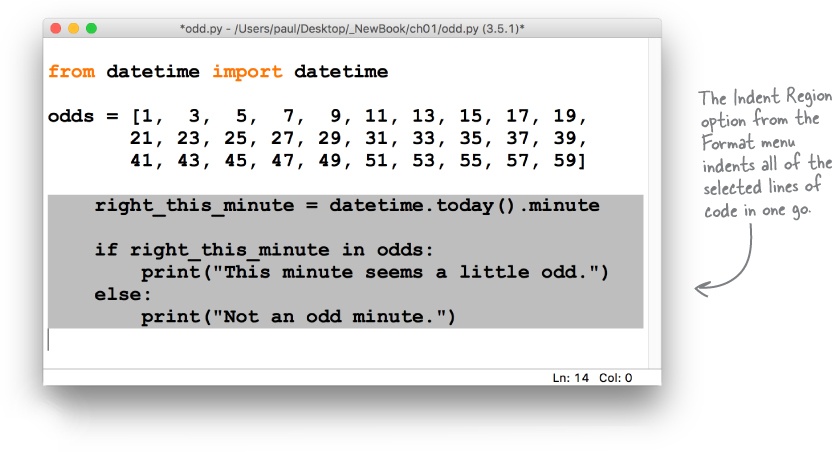 *odd.py - /Users/paul/Desktop/_NewBook/ch01/odd.py (3.5.1)*
from datetime import datetime
odds = [1,  3,  5,  7,  9, 11, 13, 15, 17, 19,
21, 23, 25, 27, 29, 31, 33, 35, 37, 39,
41, 43, 45, 47, 49, 51, 53, 55, 57, 59]
right_this_minute = datetime.today().minute
if right_this_minute in odds:
print("This minute seems a little odd.")
else:
print("Not an odd minute.")
Ln: 14 Col: 0
The Indent Region
option from the
Format menu
indents all of the
selected lines of
code in one go.